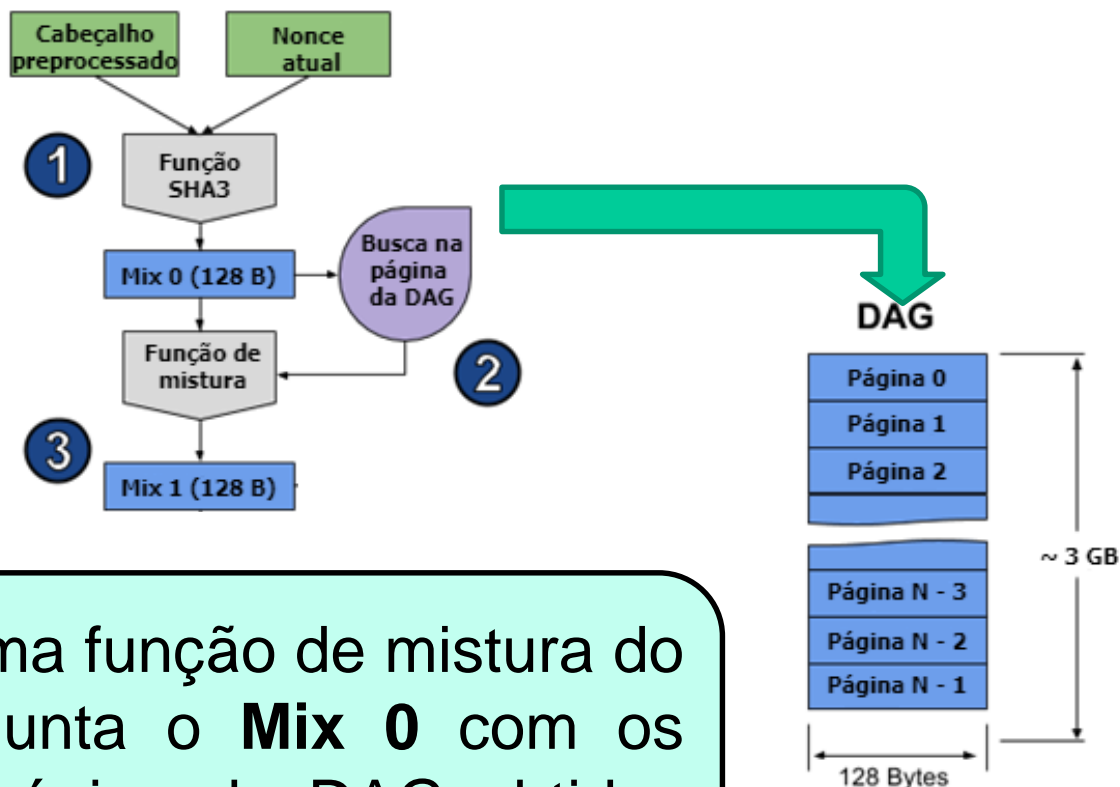 Cabeçalho
preprocessado
Nonce
atual
1
Função
SHA3
Mix 0 (128 B)
Busca na
página
da DAG
Função de
mistura
2
3
Mix 1 (128 B)
DAG
Página 0
Página 1
Página 2
Página N - 3
Página N - 2
Página N - 1
~ 3 GB
128 Bytes
função de mistura do
o Mix 0 com os
da DAG